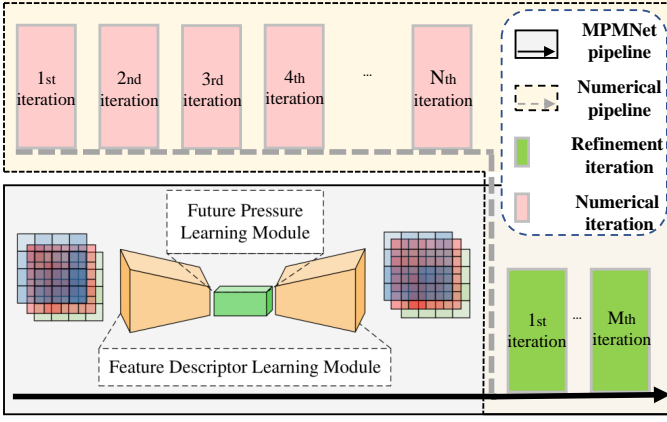 1st
iteration
2nd
iteration
3rd
iteration
4th
iteration
...
Nth
iteration
MPMNet
pipeline
Numerical
pipeline
Refinement
iteration
Numerical
iteration
Future Pressure
Learning Module
Feature Descriptor Learning Module
1st
iteration
...
Mth
iteration